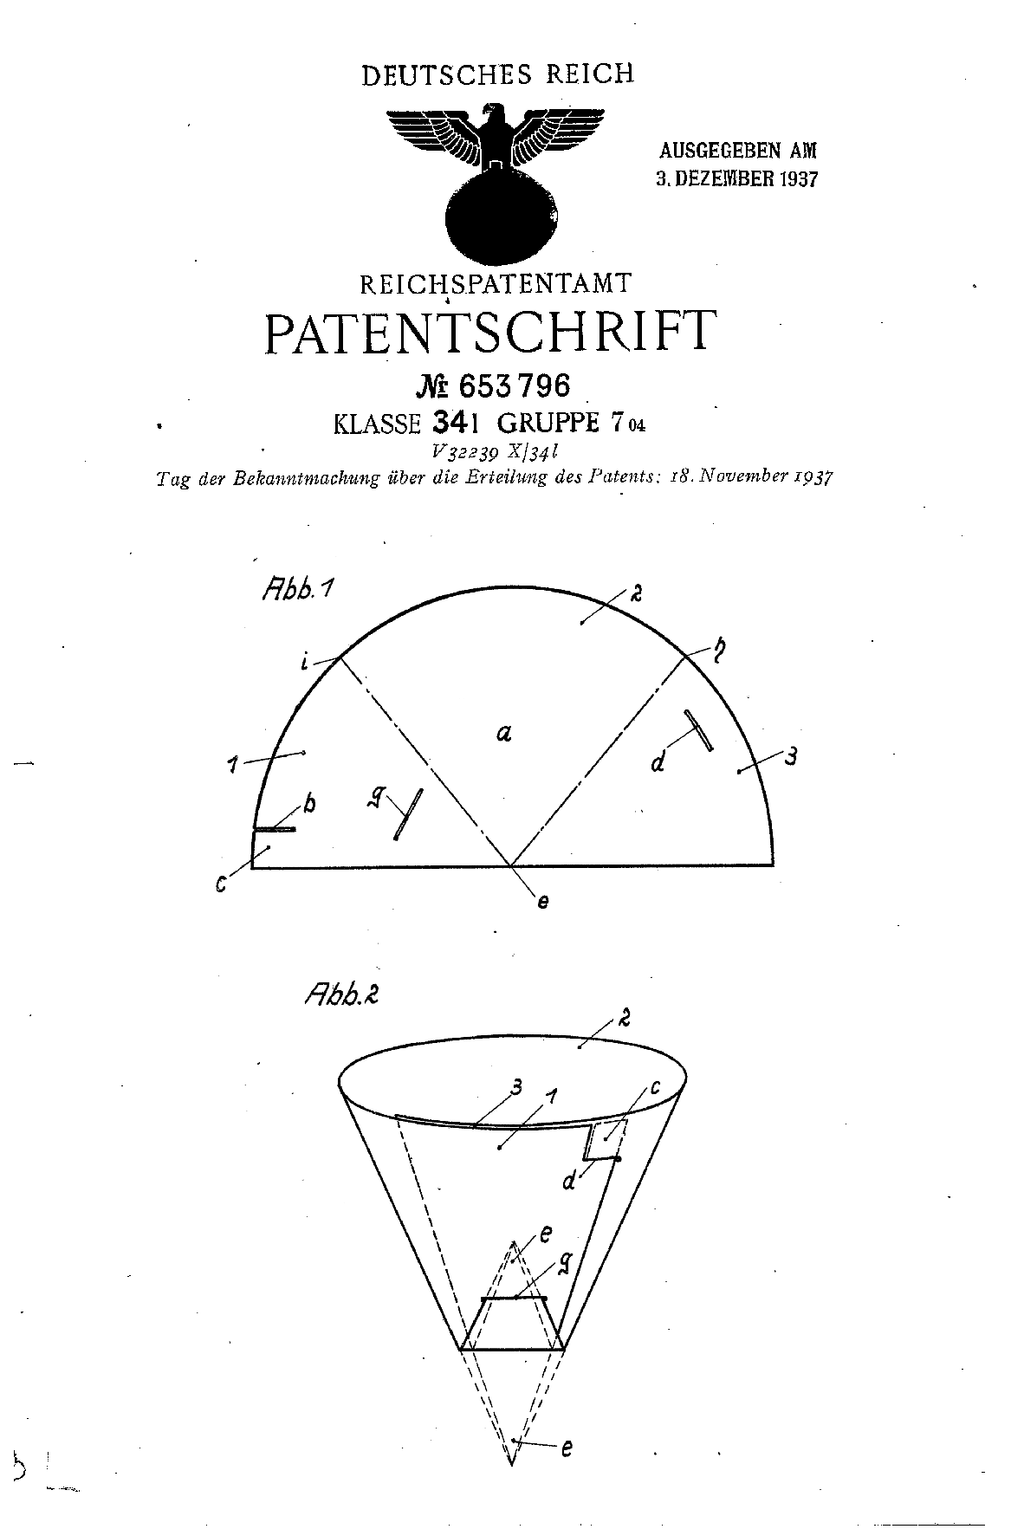 DEUTSCHES REICH
AUSGEGEBEN AM
3. DEZEMBER 1937
REICHSPATENTAMT
PATENTSCHRIFT
№ 653 796
KLASSE 34l GRUPPE 7 04
V 32239 X/34l
Tag der Bekanntmachung über die Erteilung des Patents: 18. November 1937
Abb. 1
2
i
h
a
1
d
3
g
b
c
e
Abb. 2
2
3
1
c
d
e
g
e